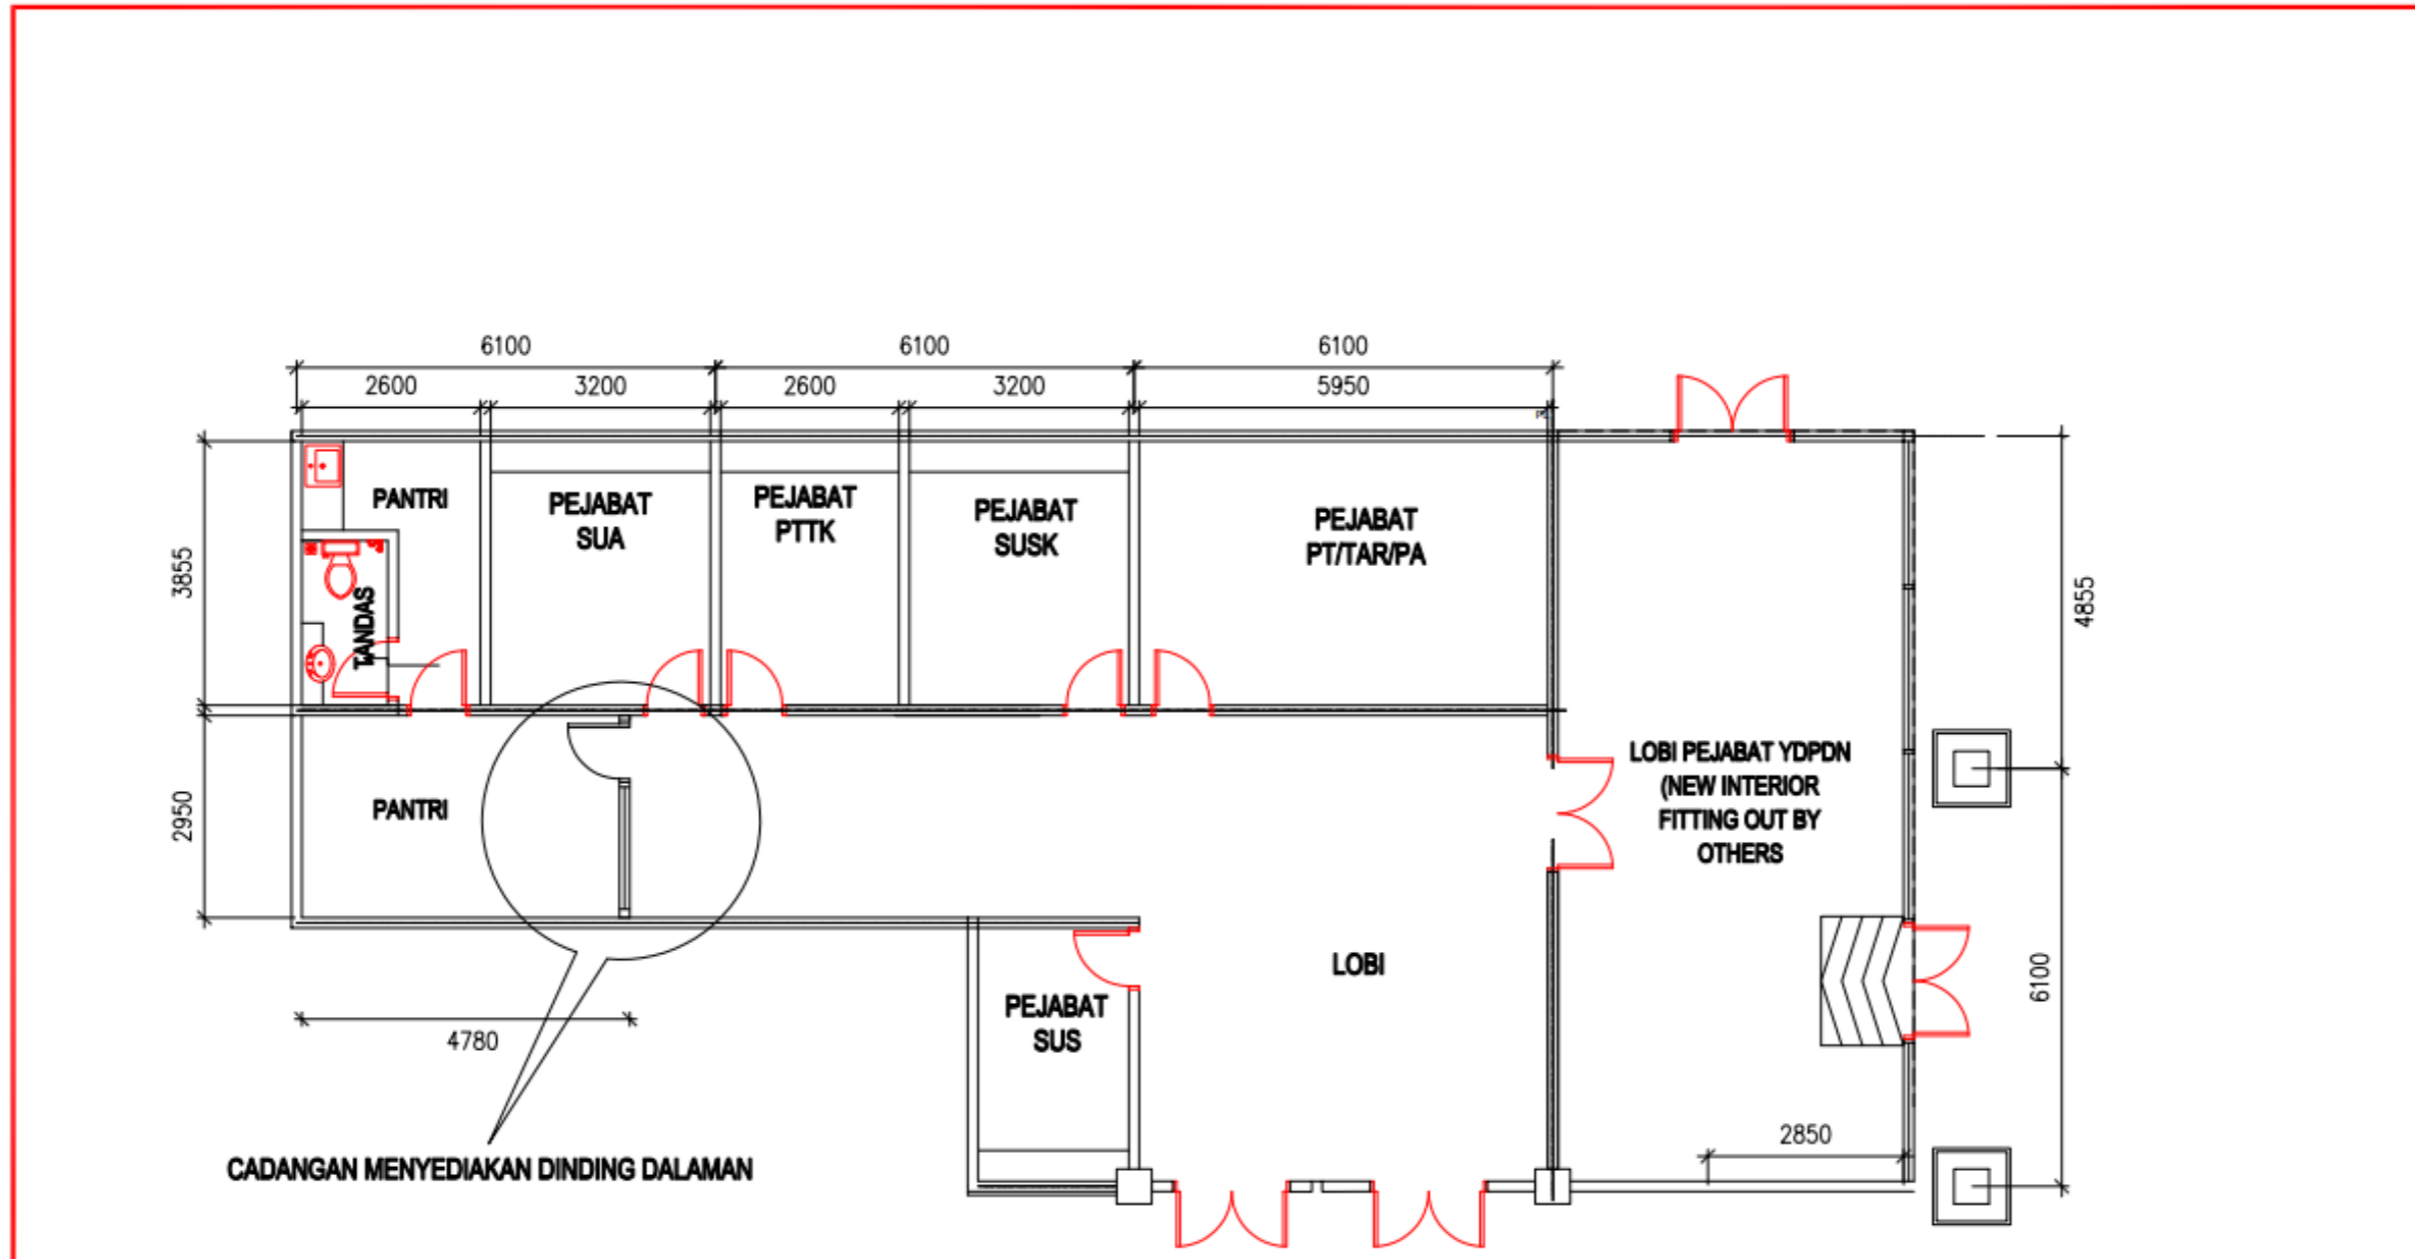 6100
6100
6100
2600
3200
2600
3200
5950
PANTRI
PEJABAT
SUA
PEJABAT
PTTK
PEJABAT
SUSK
PEJABAT
PT/TAR/PA
3855
TANDAS
4855
LOBI PEJABAT YDPDN
(NEW INTERIOR
FITTING OUT BY
OTHERS
2950
PANTRI
LOBI
6100
PEJABAT
SUS
4780
2850
CADANGAN MENYEDIAKAN DINDING DALAMAN